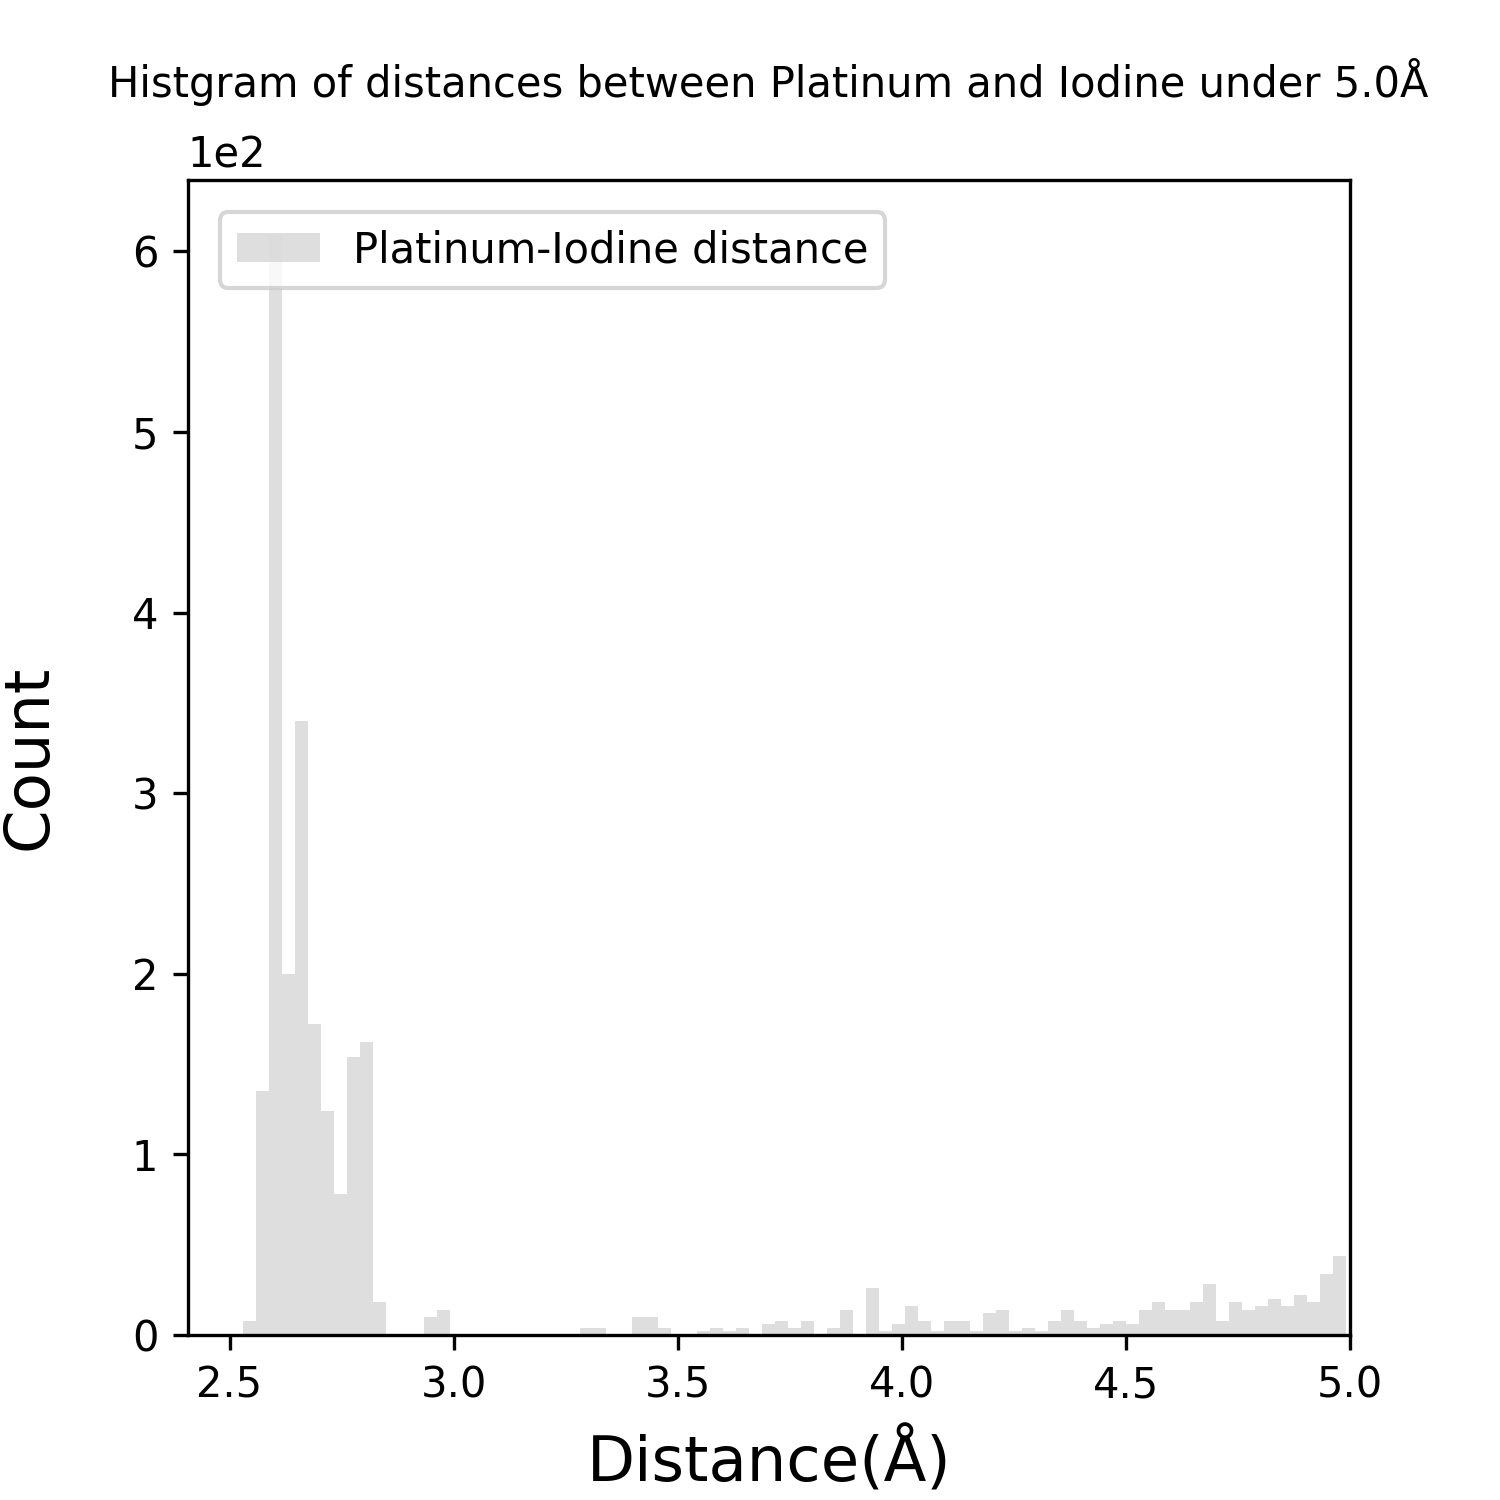 Histgram of distances between Platinum and Iodine under 5.0Å
1e2
Platinum-Iodine distance
6
5
4
3
2
1
0
Count
2.5 3.0 3.5 4.0 4.5 5.0
Distance(Å)